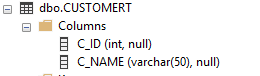 dbo.CUSTOMERT
Columns
C_ID (int, null)
C_NAME (varchar(50), null)